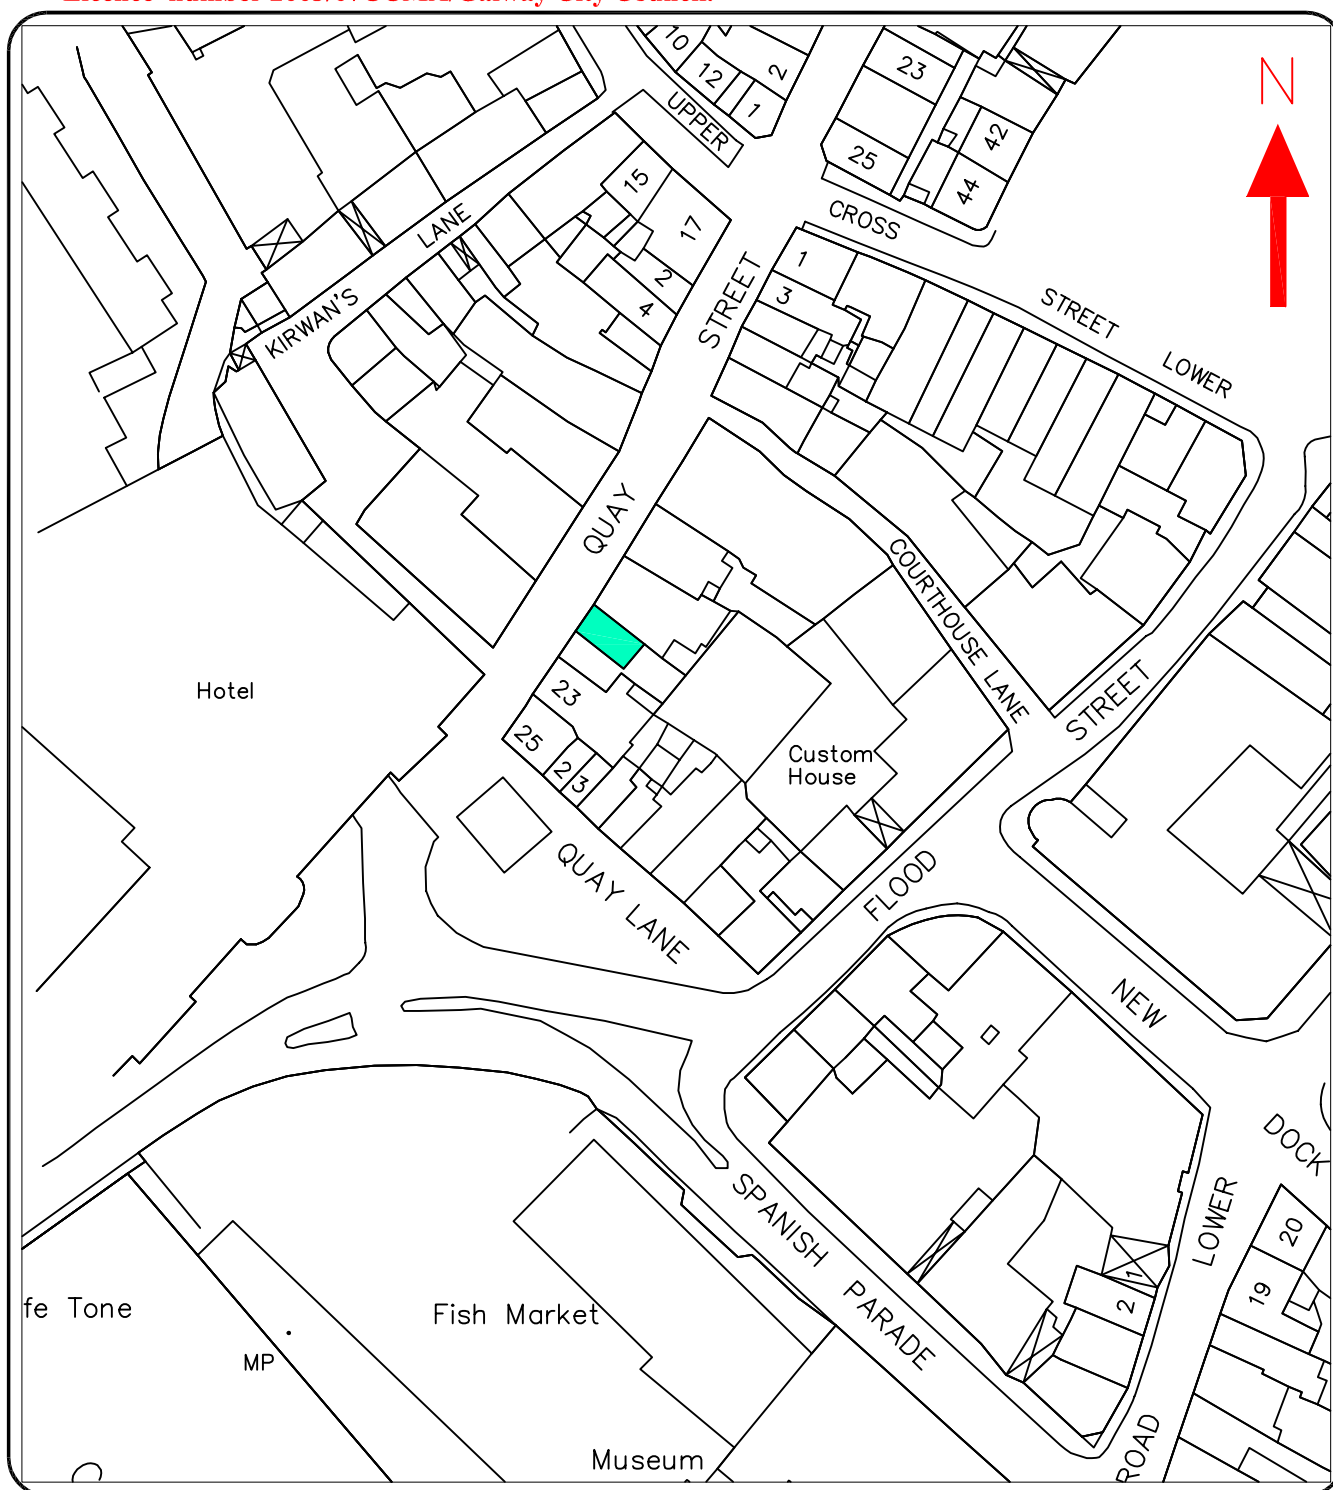 N
10
12
2
1
UPPER
23
25
42
44
15
17
2
4
KIRWAN'S LANE
CROSS
STREET
LOWER
1
3
QUAY
STREET
COURTHOUSE LANE
Hotel
23
25
2
3
Custom
House
STREET
FLOOD
QUAY LANE
NEW
DOCK
LOWER
ROAD
SPANISH PARADE
1
2
20
19
fe Tone
Fish Market
MP
Museum